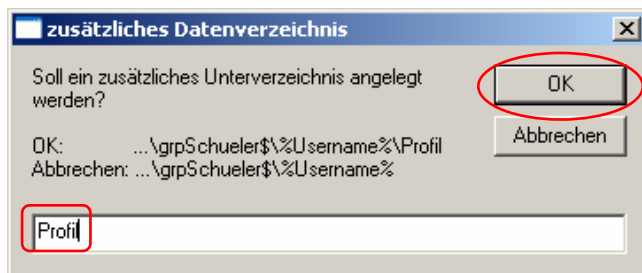 zusätzliches Datenverzeichnis
Soll ein zusätzliches Unterverzeichnis angelegt
werden?
OK: ...\grpSchueler$\%Username%\Profil
Abbrechen: ...\grpSchueler$\%Username%
OK
Abbrechen
Profil